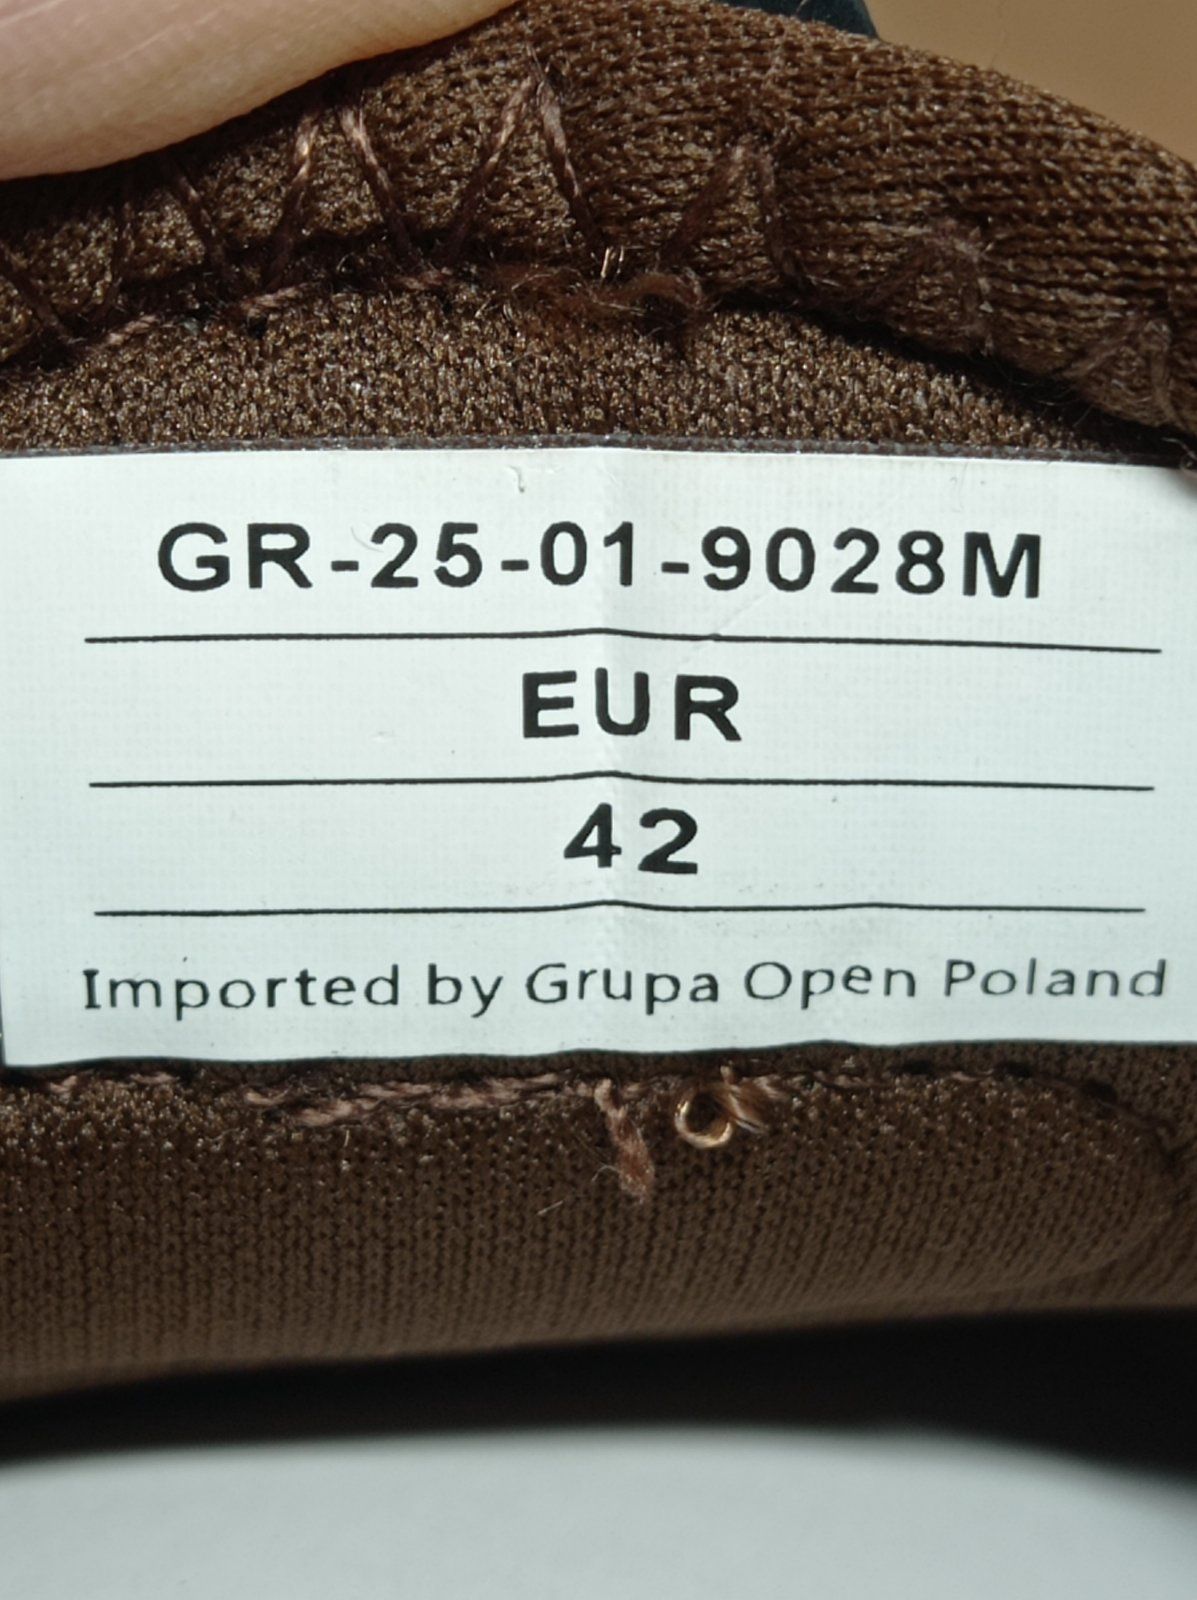 GR-25-01-9028M
EUR
42
Imported by Grupa Open Poland